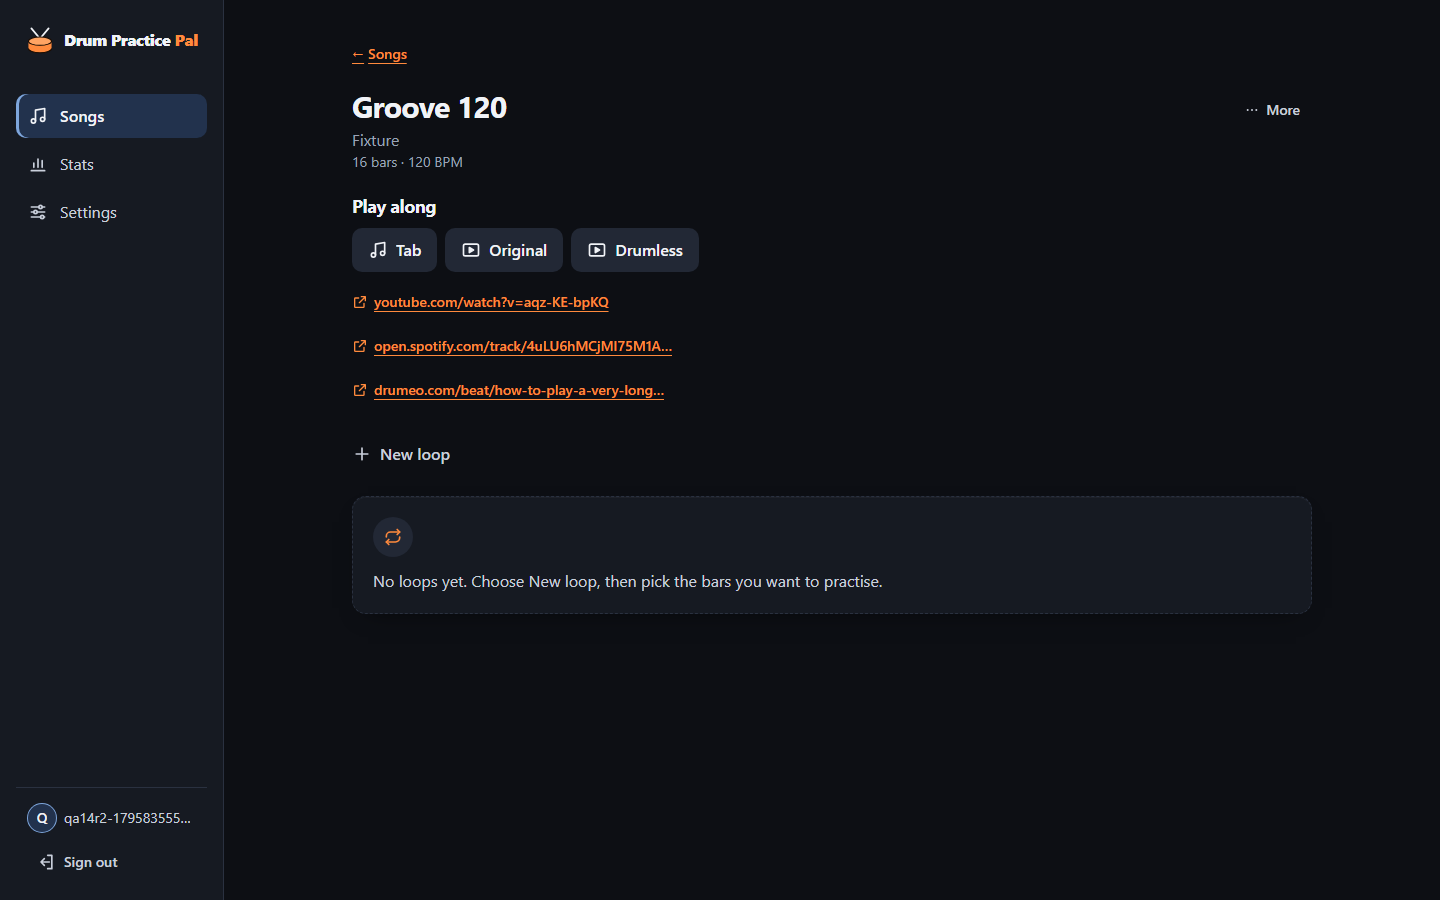 Drum Practice Pal
Songs
Stats
Settings
← Songs
Groove 120
··· More
Fixture
16 bars · 120 BPM
Play along
Tab
Original
Drumless
youtube.com/watch?v=aqz-KE-bpKQ
open.spotify.com/track/4uLU6hMCjMI75M1A...
drumeo.com/beat/how-to-play-a-very-long...
+ New loop
No loops yet. Choose New loop, then pick the bars you want to practise.
Q
qa14r2-179583555...
Sign out